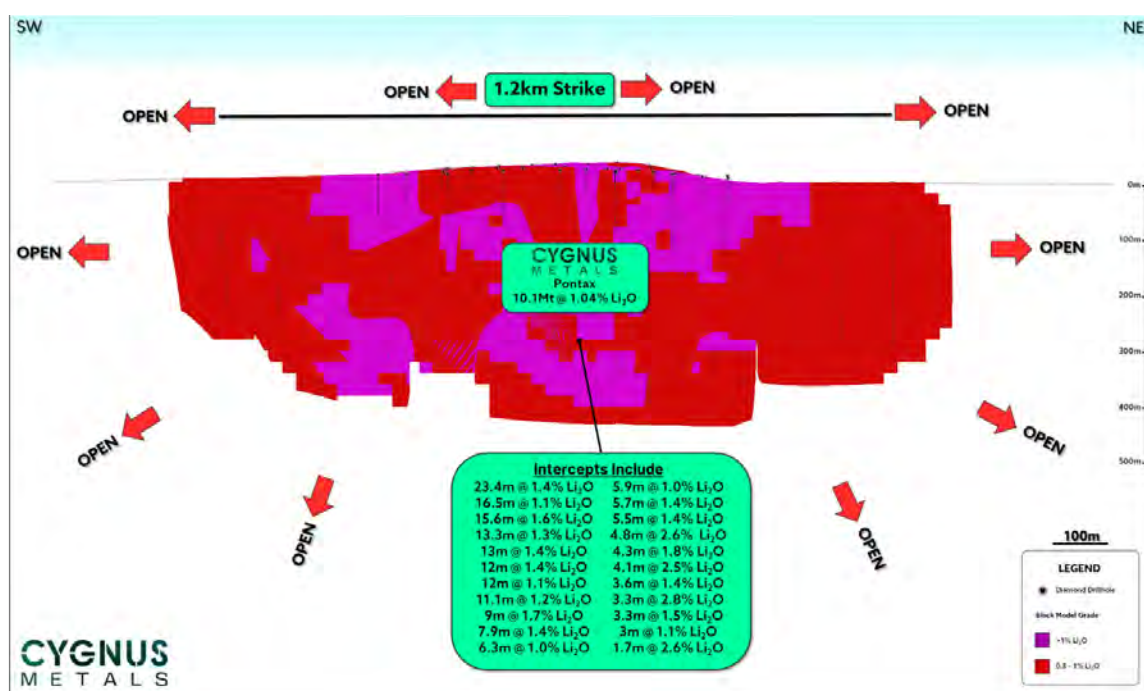 SW
NE
OPEN
1.2km Strike
OPEN
OPEN
OPEN
0m
OPEN
100m
OPEN
CYGNUS
METALS
Pontax
10.1Mt @ 1.04% Li₂O
200m
300m
400m
OPEN
OPEN
500m
OPEN
OPEN
Intercepts Include
23.4m @ 1.4% Li₂O 5.9m @ 1.0% Li₂O
16.5m @ 1.1% Li₂O 5.7m @ 1.4% Li₂O
15.6m @ 1.6% Li₂O 5.5m @ 1.4% Li₂O
13.3m @ 1.3% Li₂O 4.8m @ 2.6% Li₂O
13m @ 1.4% Li₂O 4.3m @ 1.8% Li₂O
12m @ 1.4% Li₂O 4.1m @ 2.5% Li₂O
12m @ 1.1% Li₂O 3.6m @ 1.4% Li₂O
11.1m @ 1.2% Li₂O 3.3m @ 2.8% Li₂O
9m @ 1.7% Li₂O 3.3m @ 1.5% Li₂O
7.9m @ 1.4% Li₂O 3m @ 1.1% Li₂O
6.3m @ 1.0% Li₂O 1.7m @ 2.6% Li₂O
100m
LEGEND
Diamond Drillhole
Block Model Grade
1% Li₂O
- 1% Li₂O
CYGNUS
METALS